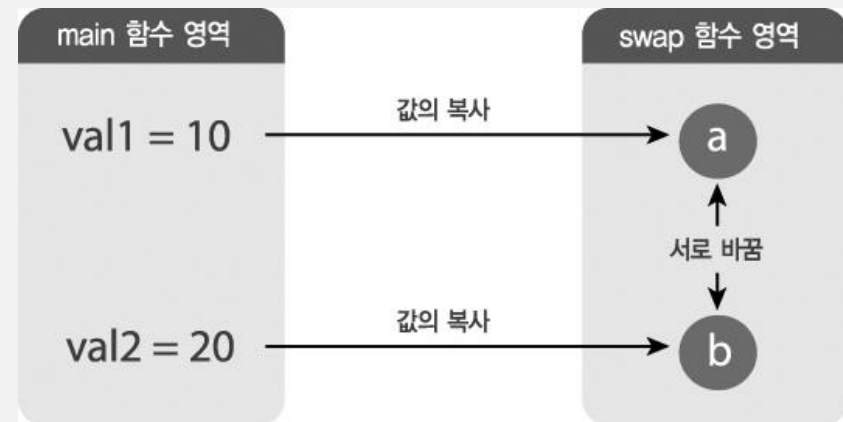 main 함수 영역
swap 함수 영역
val1 = 10
값의 복사
a
서로 바꿈
val2 = 20
값의 복사
b